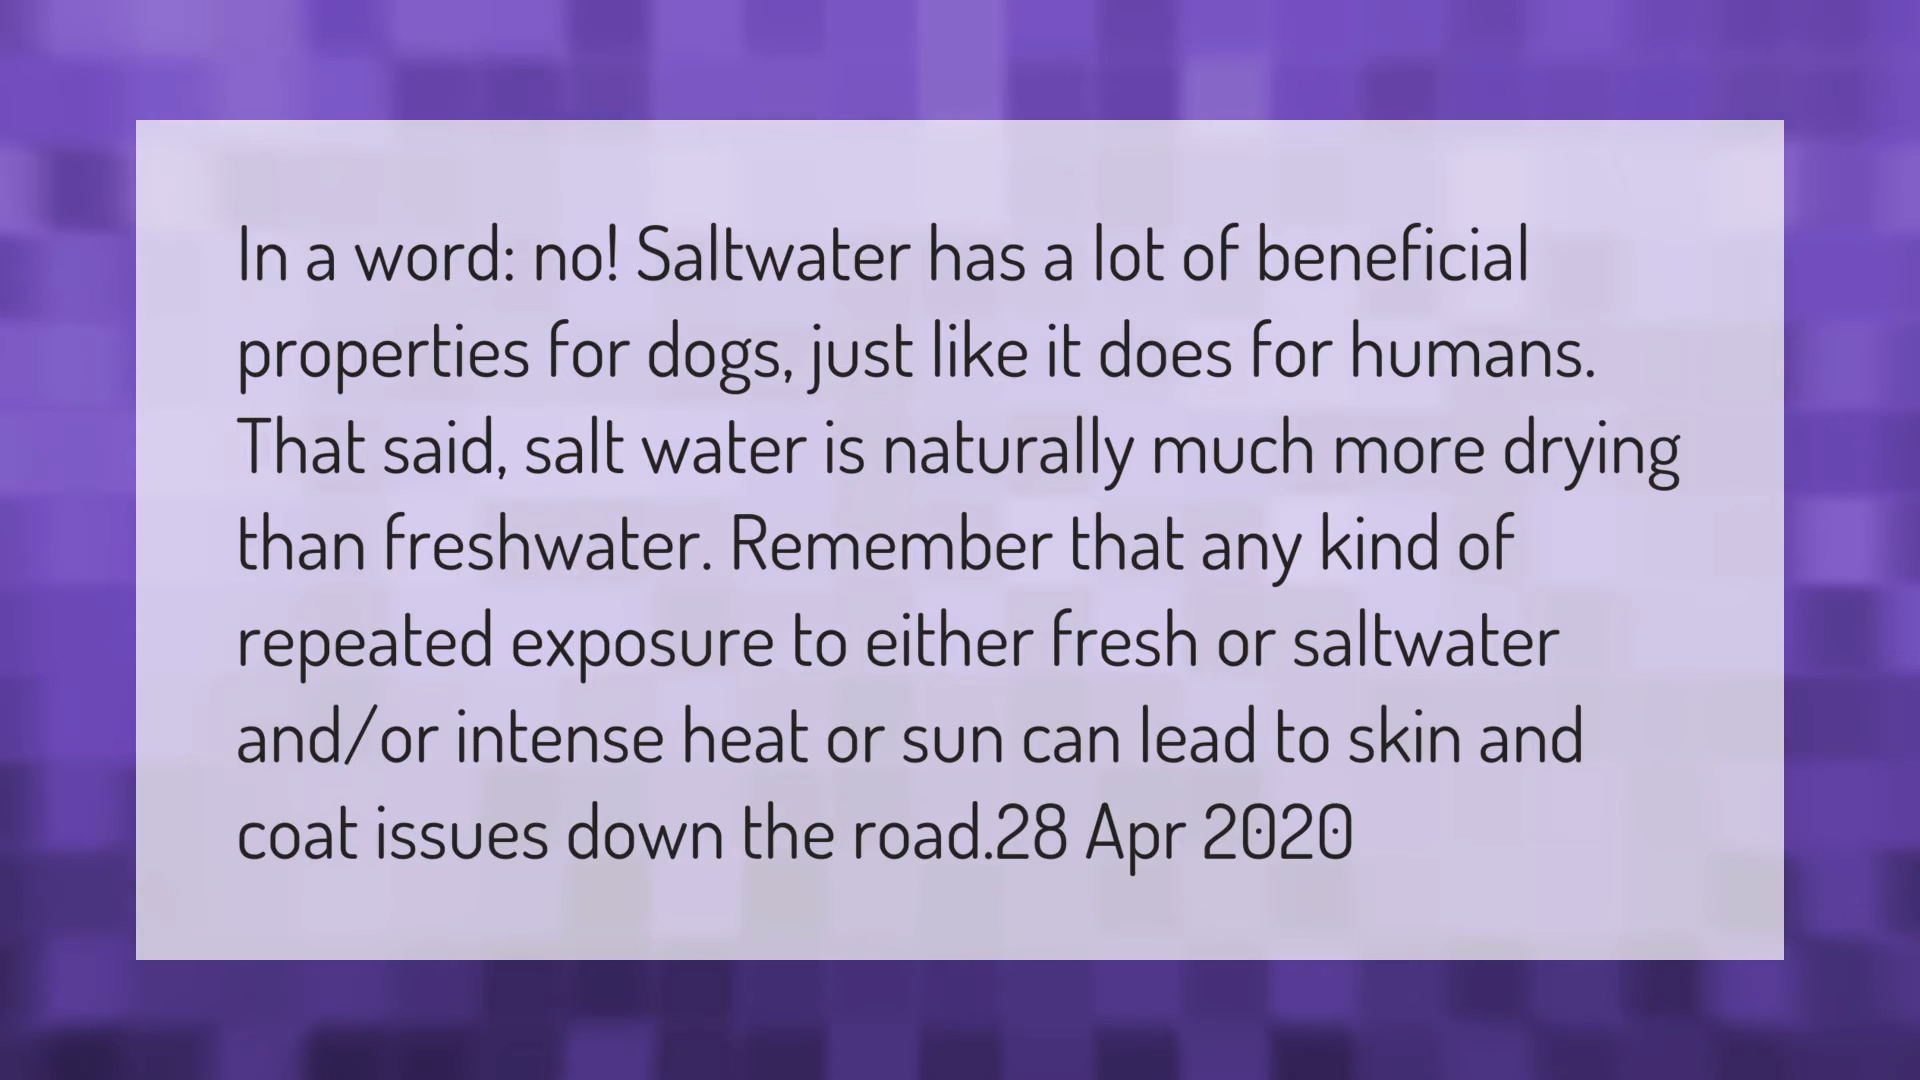 In a word: no! Saltwater has a lot of beneficial
properties for dogs, just like it does for humans.
That said, salt water is naturally much more drying
than freshwater. Remember that any kind of
repeated exposure to either fresh or saltwater
and/or intense heat or sun can lead to skin and
coat issues down the road.28 Apr 2020